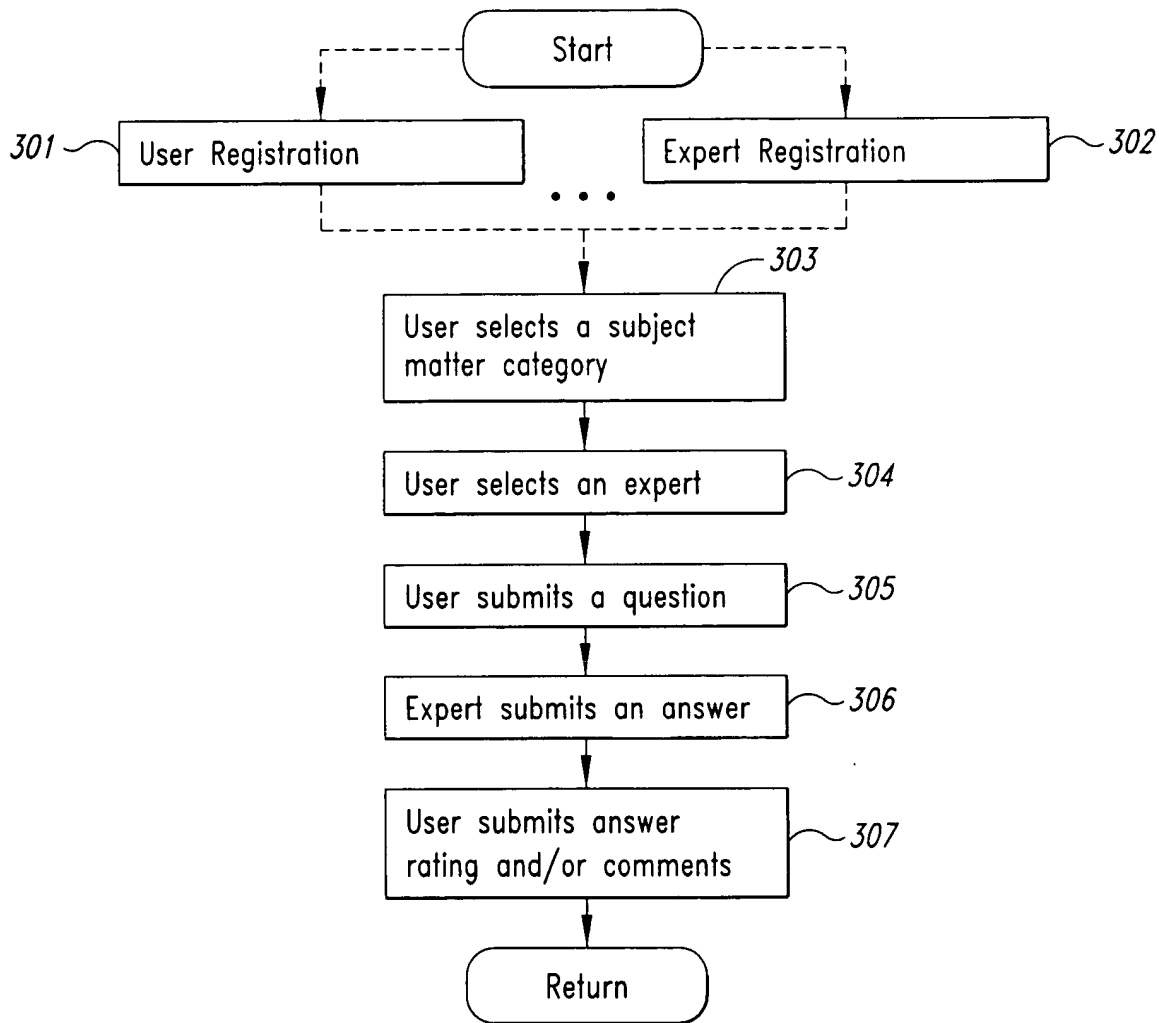 Start
301
User Registration
Expert Registration
302
• • •
303
User selects a subject
matter category
User selects an expert
304
User submits a question
305
Expert submits an answer
306
User submits answer
rating and/or comments
307
Return